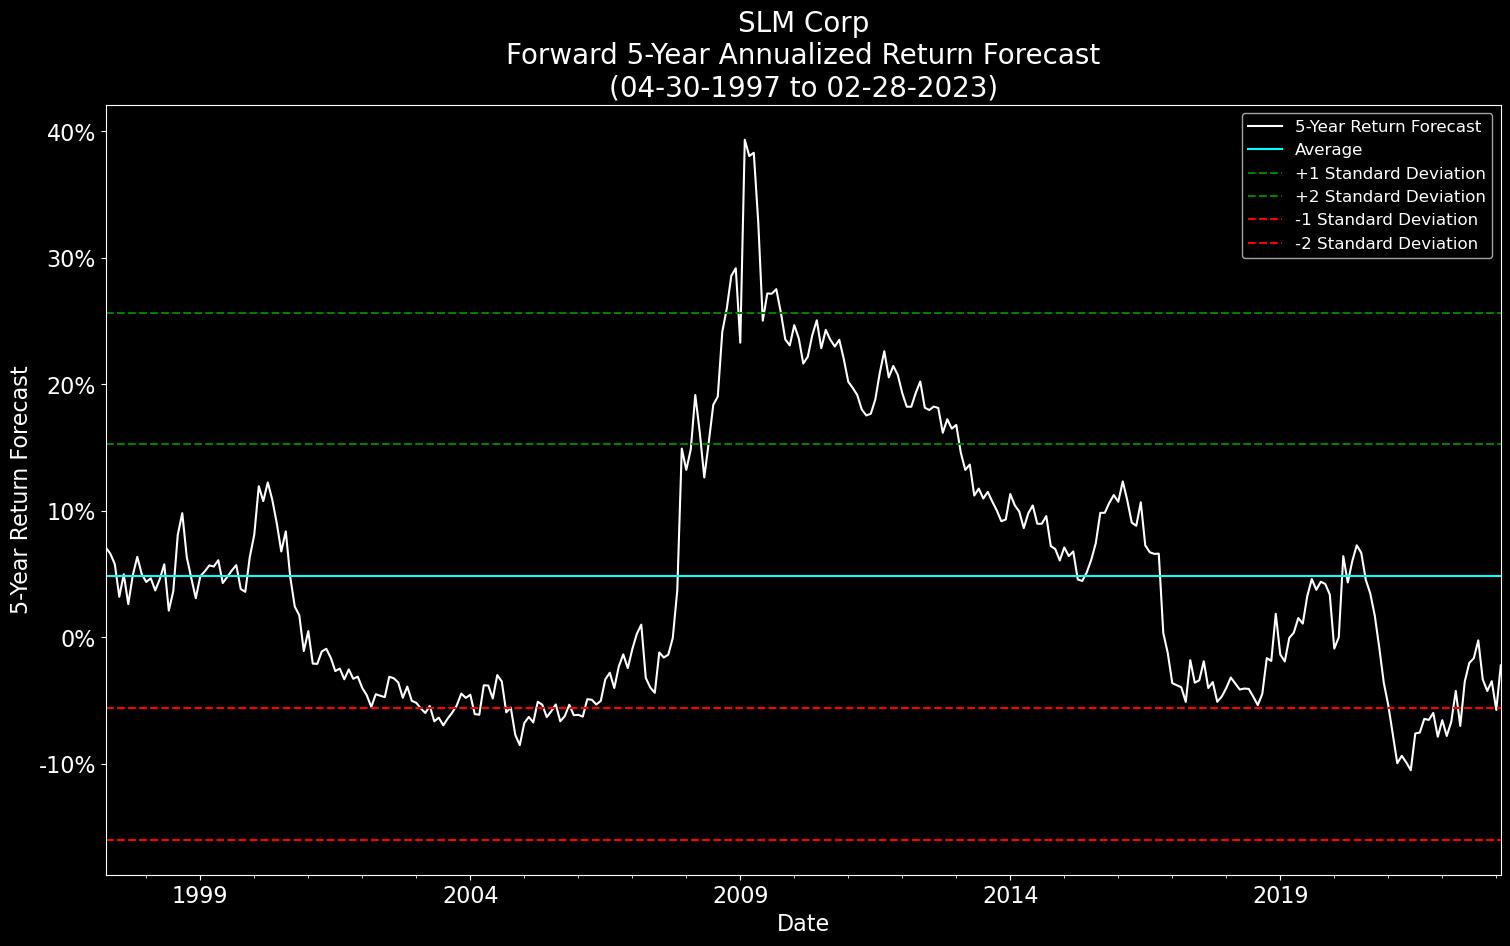 SLM Corp
Forward 5-Year Annualized Return Forecast
(04-30-1997 to 02-28-2023)
5-Year Return Forecast
Average
+1 Standard Deviation
+2 Standard Deviation
-1 Standard Deviation
-2 Standard Deviation
5-Year Return Forecast
40%
30%
20%
10%
0%
-10%
1999
2004
2009
2014
2019
Date